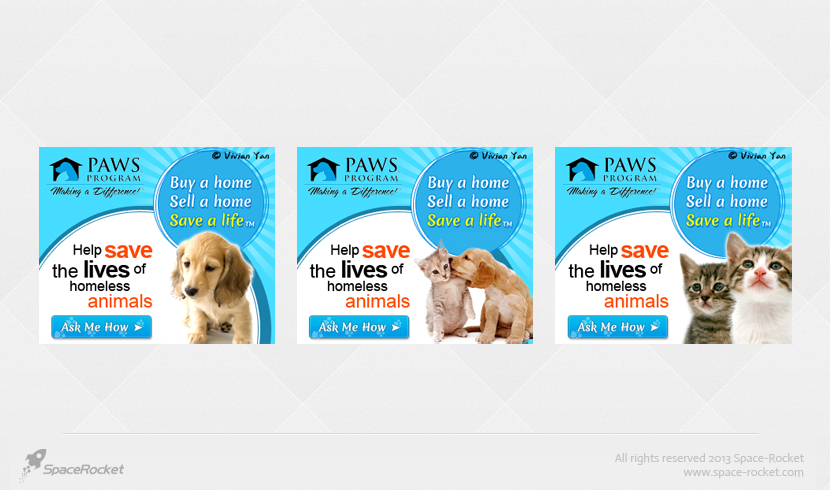 © Vivian Yan
PAWS
PROGRAM
Making a Difference!
Buy a home
Sell a home
Save a life™
Help save
the lives of
homeless
animals
Ask Me How
© Vivian Yan
PAWS
PROGRAM
Making a Difference!
Buy a home
Sell a home
Save a life™
Help save
the lives of
homeless
animals
Ask Me How
© Vivian Yan
PAWS
PROGRAM
Making a Difference!
Buy a home
Sell a home
Save a life™
Help save
the lives of
homeless
animals
Ask Me How
SpaceRocket
All rights reserved 2013 Space-Rocket
www.space-rocket.com